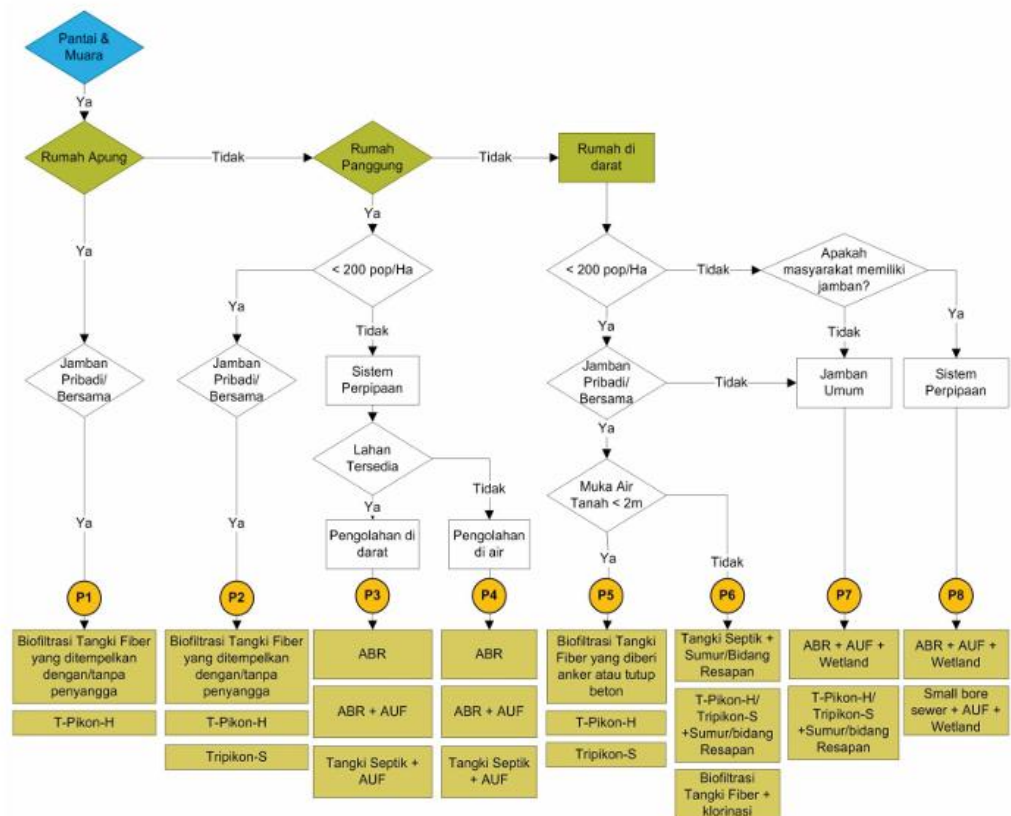 Pantai &
Muara
Ya
Rumah Apung
Tidak
Rumah
Panggung
Tidak
Rumah di
darat
Ya
Ya
< 200 pop/Ha
< 200 pop/Ha
Tidak
Apakah
masyarakat memiliki
jamban?
Ya
Tidak
Ya
Tidak
Ya
Jamban
Pribadi/
Bersama
Jamban
Pribadi/
Bersama
Sistem
Perpipaan
Jamban
Pribadi/
Bersama
Tidak
Jamban
Umum
Sistem
Perpipaan
Ya
Lahan
Tersedia
Muka Air
Tanah < 2m
Ya
Ya
Ya
Tidak
Pengolahan di
darat
Pengolahan
di air
Ya
Tidak
P1
P2
P3
P4
P5
P6
P7
P8
Biofiltrasi Tangki Fiber
yang ditempelkan
dengan/tanpa
penyangga
T-Pikon-H
Biofiltrasi Tangki Fiber
yang ditempelkan
dengan/tanpa
penyangga
T-Pikon-H
Tripikon-S
ABR
ABR + AUF
Tangki Septik +
AUF
ABR
ABR + AUF
Tangki Septik +
AUF
Biofiltrasi Tangki
Fiber yang diberi
anker atau tutup
beton
T-Pikon-H
Tripikon-S
Tangki Septik +
Sumur/Bidang
Resapan
T-Pikon-H/
Tripikon-S
+Sumur/bidang
Resapan
Biofiltrasi
Tangki Fiber +
klorinasi
ABR + AUF +
Wetland
T-Pikon-H/
Tripikon-S
+Sumur/bidang
Resapan
ABR + AUF +
Wetland
Small bore
sewer + AUF +
Wetland